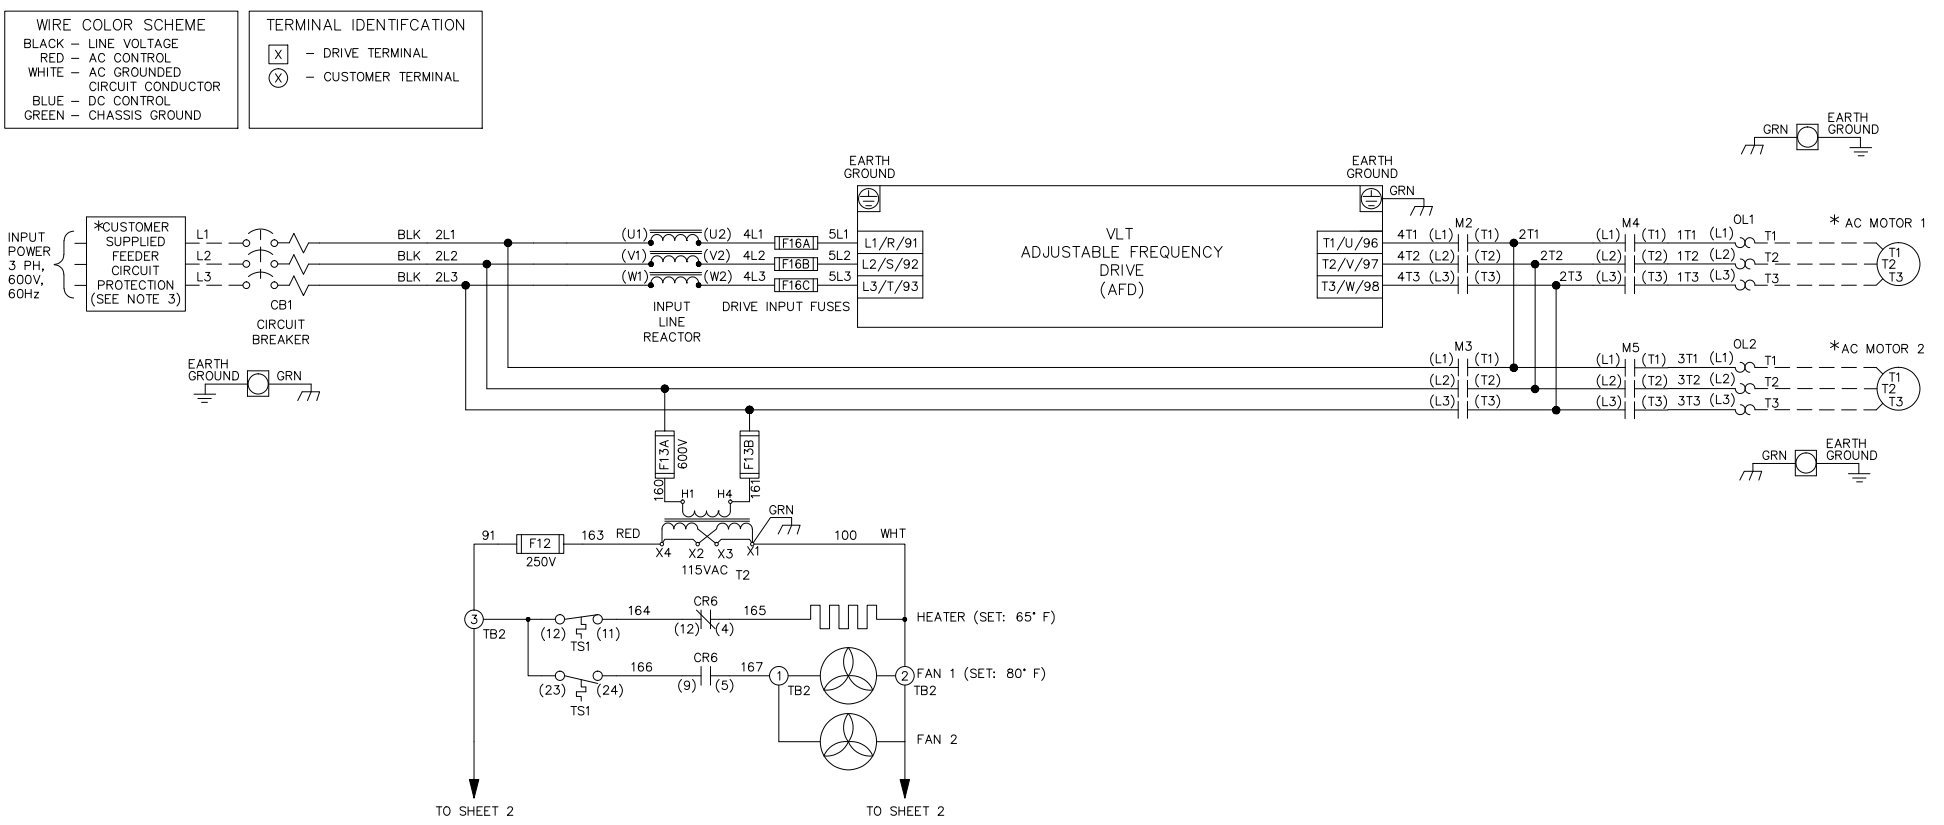 WIRE COLOR SCHEME
BLACK – LINE VOLTAGE
RED – AC CONTROL
WHITE – AC GROUNDED
CIRCUIT CONDUCTOR
BLUE – DC CONTROL
GREEN – CHASSIS GROUND
TERMINAL IDENTIFCATION
X – DRIVE TERMINAL
X – CUSTOMER TERMINAL
GRN
EARTH
GROUND
INPUT
POWER
3 PH,
600V,
60Hz
*CUSTOMER
SUPPLIED
FEEDER
CIRCUIT
PROTECTION
(SEE NOTE 3)
L1
L2
L3
CB1
CIRCUIT
BREAKER
BLK 2L1
BLK 2L2
BLK 2L3
(U1) (U2) 4L1 F16A 5L1
(V1) (V2) 4L2 F16B 5L2
(W1) (W2) 4L3 F16C 5L3
INPUT
LINE
REACTOR
DRIVE INPUT FUSES
EARTH
GROUND
L1/R/91
L2/S/92
L3/T/93
VLT
ADJUSTABLE FREQUENCY
DRIVE
(AFD)
EARTH
GROUND
GRN
T1/U/96
T2/V/97
T3/W/98
M2 M4 OL1
4T1 (L1) (T1) 2T1 (L1) (T1) 1T1 (L1) T1
4T2 (L2) (T2) 2T2 (L2) (T2) 1T2 (L2) T2
4T3 (L3) (T3) 2T3 (L3) (T3) 1T3 (L3) T3
* AC MOTOR 1
T1
T2
T3
EARTH
GROUND
GRN
M3 M5 OL2
(L1) (T1) (L1) (T1) 3T1 (L1) T1
(L2) (T2) (L2) (T2) 3T2 (L2) T2
(L3) (T3) (L3) (T3) 3T3 (L3) T3
*AC MOTOR 2
T1
T2
T3
GRN
EARTH
GROUND
F13A
600V
F13B
160
161
H1 H4
GRN
91 F12 163 RED
250V
X4 X2 X3 X1
115VAC T2
100 WHT
3
TB2
(12) (11)
TS1
164
CR6
(12) (4)
165
HEATER (SET: 65° F)
(23) (24)
TS1
166
CR6
(9) (5)
167
1
TB2
2
TB2
FAN 1 (SET: 80° F)
FAN 2
TO SHEET 2
TO SHEET 2